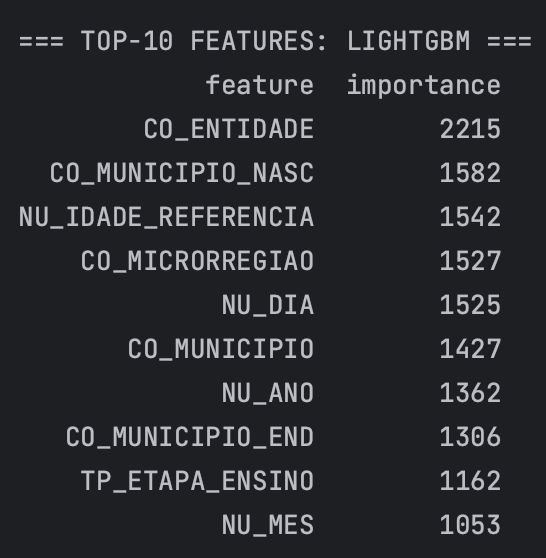 === TOP-10 FEATURES: LIGHTGBM ===
feature importance
CO_ENTIDADE 2215
CO_MUNICIPIO_NASC 1582
NU_IDADE_REFERENCIA 1542
CO_MICRORREGIAO 1527
NU_DIA 1525
CO_MUNICIPIO 1427
NU_ANO 1362
CO_MUNICIPIO_END 1306
TP_ETAPA_ENSINO 1162
NU_MES 1053